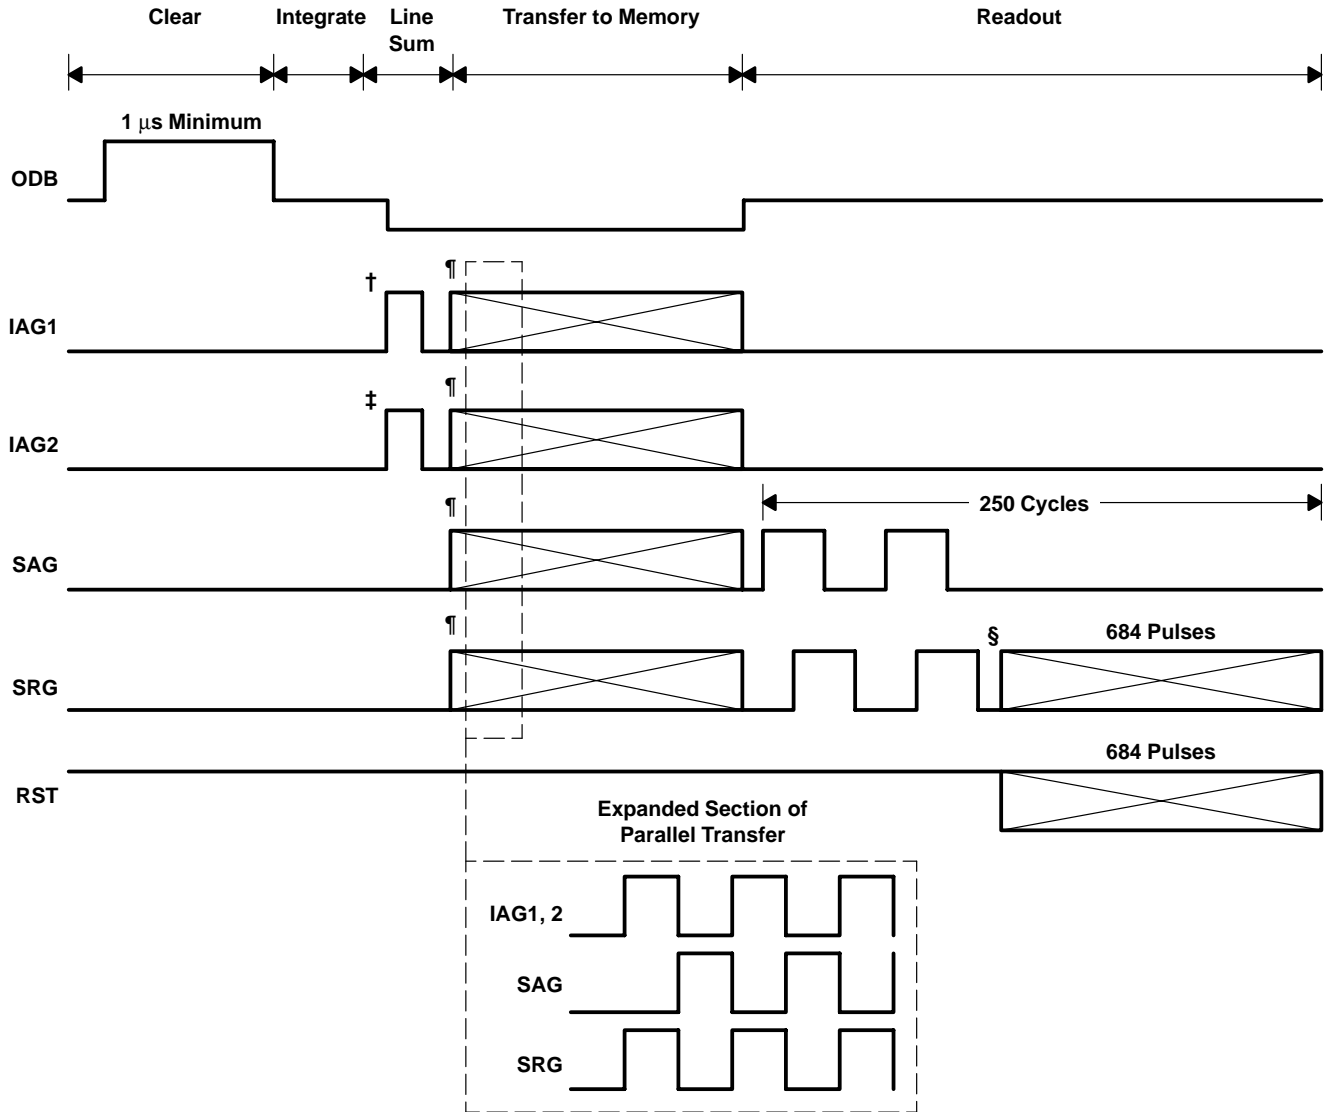 Clear
Integrate
Line
Sum
Transfer to Memory
Readout
1 μs Minimum
ODB
†
¶
IAG1
‡
¶
IAG2
¶
250 Cycles
SAG
¶
§
684 Pulses
SRG
684 Pulses
RST
Expanded Section of
Parallel Transfer
IAG1, 2
SAG
SRG